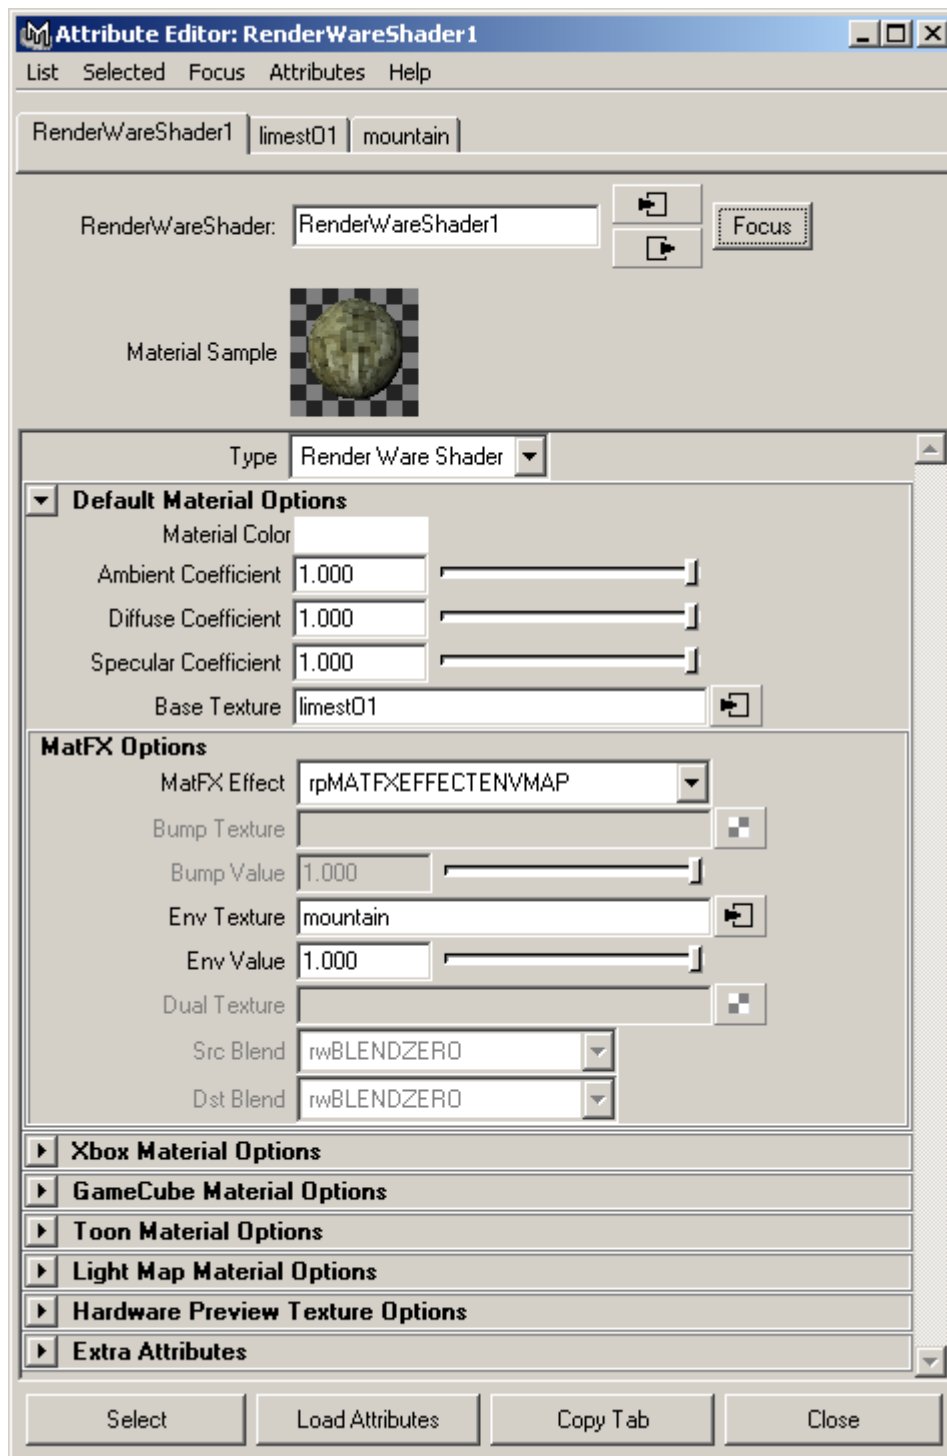 Attribute Editor: RenderWareShader1
List Selected Focus Attributes Help
RenderWareShader1 limest01 mountain
RenderWareShader: RenderWareShader1 Focus
Material Sample
Type Render Ware Shader
Default Material Options
Material Color
Ambient Coefficient 1.000
Diffuse Coefficient 1.000
Specular Coefficient 1.000
Base Texture limest01
MatFX Options
MatFX Effect rpMATFXEFFECTENVMAP
Bump Texture
Bump Value 1.000
Env Texture mountain
Env Value 1.000
Dual Texture
Src Blend rwBLENDZERO
Dst Blend rwBLENDZERO
Xbox Material Options
GameCube Material Options
Toon Material Options
Light Map Material Options
Hardware Preview Texture Options
Extra Attributes
Select Load Attributes Copy Tab Close